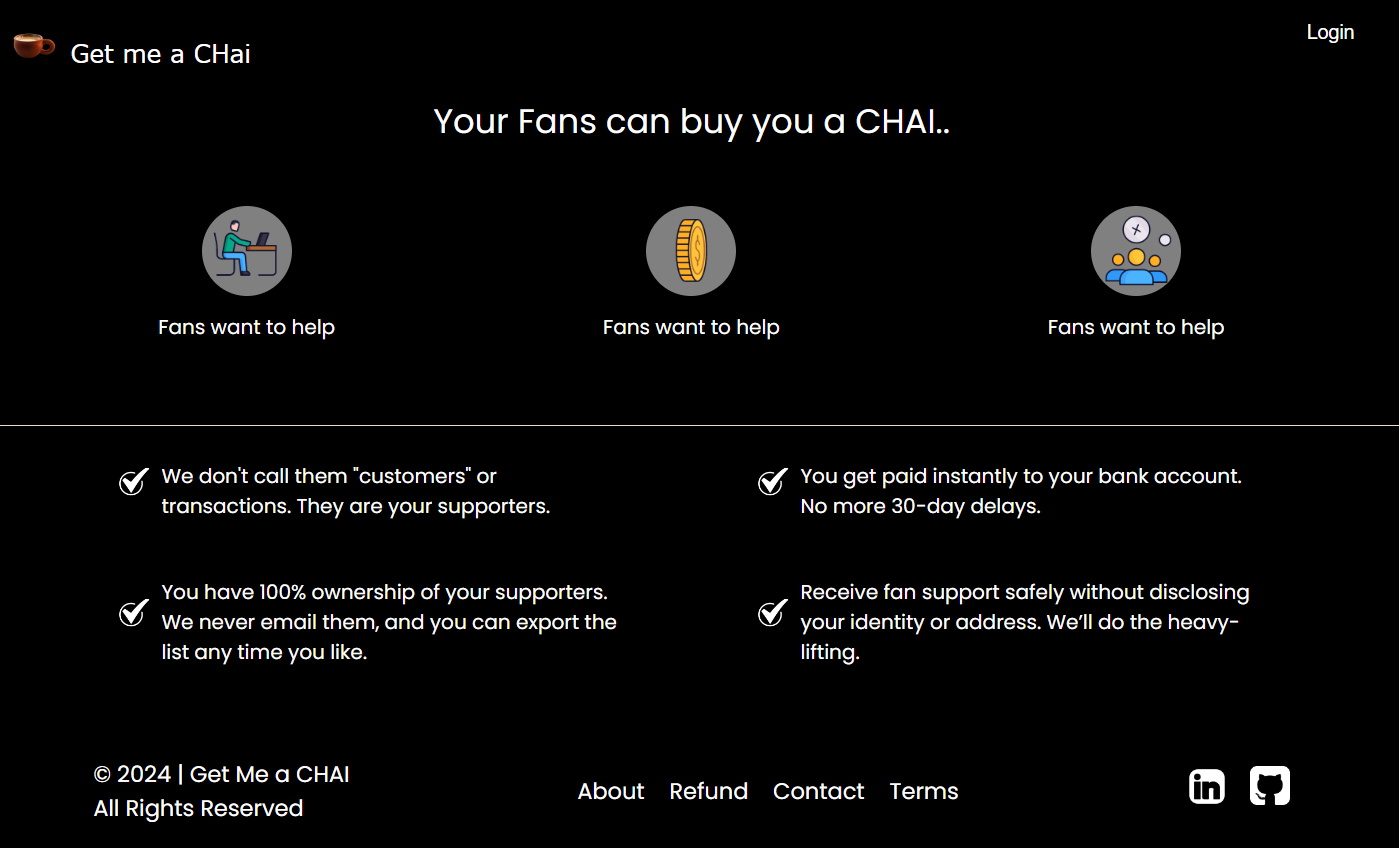 Get me a CHai
Login
Your Fans can buy you a CHAI..
Fans want to help
Fans want to help
Fans want to help
We don't call them "customers" or
transactions. They are your supporters.
You get paid instantly to your bank account.
No more 30-day delays.
You have 100% ownership of your supporters.
We never email them, and you can export the
list any time you like.
Receive fan support safely without disclosing
your identity or address. We’ll do the heavy-
lifting.
© 2024 | Get Me a CHAI
All Rights Reserved
About Refund Contact Terms
in